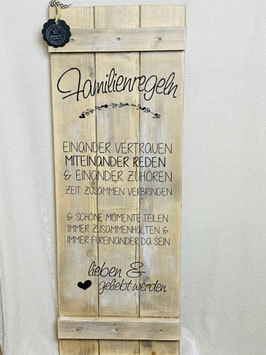 Familienregeln
EINANDER VERTRAUEN
MITEINANDER REDEN
& EINANDER ZUHÖREN
ZEIT ZUSAMMEN VERBRINGEN
& SCHÖNE MOMENTE TEILEN
IMMER ZUSAMMENHALTEN &
IMMER FÜREINANDER DA SEIN
lieben &
geliebt werden